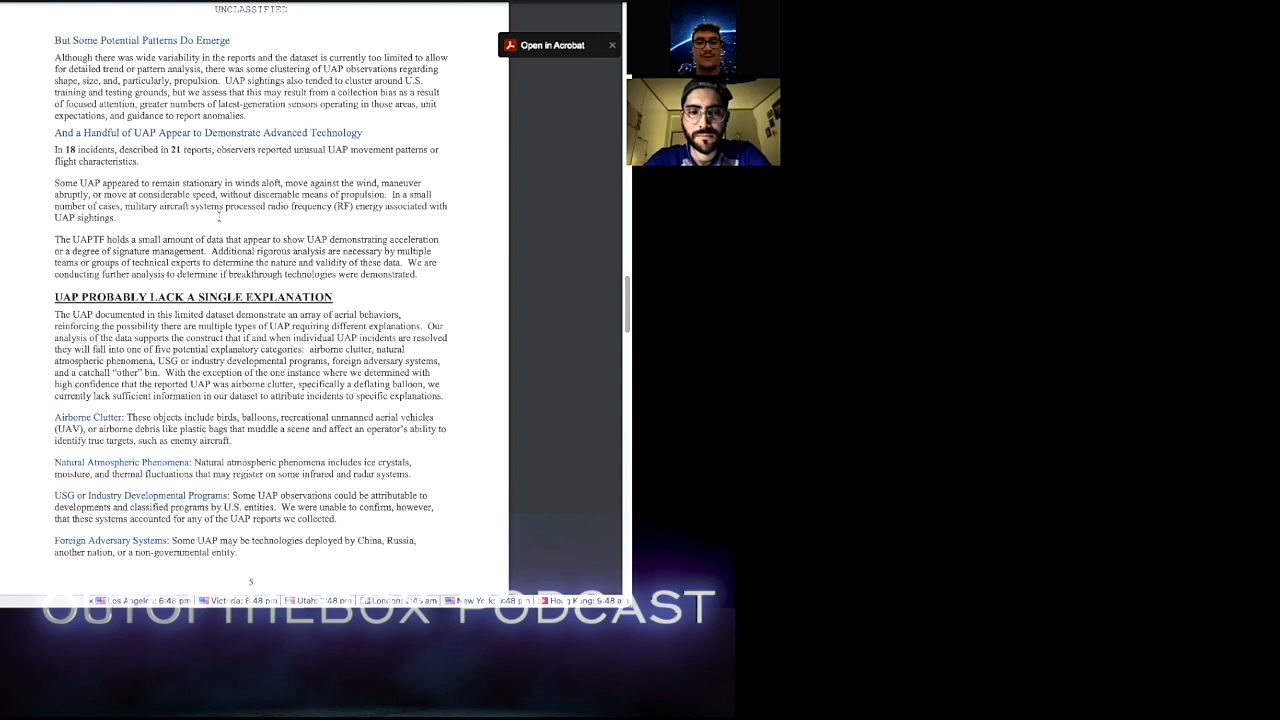 UNCLASSIFIED
But Some Potential Patterns Do Emerge
Open in Acrobat
Although there was wide variability in the reports and the dataset is currently too limited to allow
for detailed trend or pattern analysis, there was some clustering of UAP observations regarding
shape, size, and, particularly, propulsion. UAP sightings also tended to cluster around U.S.
training and testing grounds, but we assess that this may result from a collection bias as a result
of focused attention, greater numbers of latest-generation sensors operating in those areas, unit
expectations, and guidance to report anomalies.
And a Handful of UAP Appear to Demonstrate Advanced Technology
In 18 incidents, described in 21 reports, observers reported unusual UAP movement patterns or
flight characteristics.
Some UAP appeared to remain stationary in winds aloft, move against the wind, maneuver
abruptly, or move at considerable speed, without discernable means of propulsion. In a small
number of cases, military aircraft systems processed radio frequency (RF) energy associated with
UAP sightings.
The UAPTF holds a small amount of data that appear to show UAP demonstrating acceleration
or a degree of signature management. Additional rigorous analysis are necessary by multiple
teams or groups of technical experts to determine the nature and validity of these data. We are
conducting further analysis to determine if breakthrough technologies were demonstrated.
UAP PROBABLY LACK A SINGLE EXPLANATION
The UAP documented in this limited dataset demonstrate an array of aerial behaviors,
reinforcing the possibility there are multiple types of UAP requiring different explanations. Our
analysis of the data supports the construct that if and when individual UAP incidents are resolved
they will fall into one of five potential explanatory categories: airborne clutter, natural
atmospheric phenomena, USG or industry developmental programs, foreign adversary systems,
and a catchall “other” bin. With the exception of the one instance where we determined with
high confidence that the reported UAP was airborne clutter, specifically a deflating balloon, we
currently lack sufficient information in our dataset to attribute incidents to specific explanations.
Airborne Clutter: These objects include birds, balloons, recreational unmanned aerial vehicles
(UAV), or airborne debris like plastic bags that muddle a scene and affect an operator’s ability to
identify true targets, such as enemy aircraft.
Natural Atmospheric Phenomena: Natural atmospheric phenomena includes ice crystals,
moisture, and thermal fluctuations that may register on some infrared and radar systems.
USG or Industry Developmental Programs: Some UAP observations could be attributable to
developments and classified programs by U.S. entities. We were unable to confirm, however,
that these systems accounted for any of the UAP reports we collected.
Foreign Adversary Systems: Some UAP may be technologies deployed by China, Russia,
another nation, or a non-governmental entity.
5
Los Angeles: 6:48 pm Victoria: 6:48 pm Utah: :48 pm London: 2: am New York: :48 pm Hong Kong: 9:48 am
OUTOFTHEBOX PODCAST